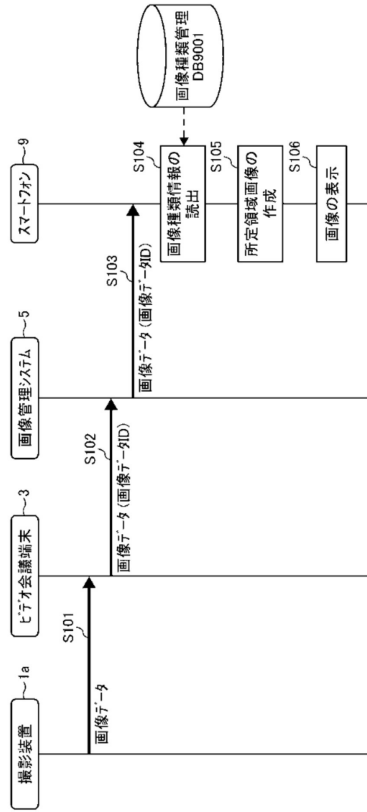 撮影装置
1a
ビデオ会議端末
3
画像管理システム
5
スマートフォン
9
S101
画像データ
S102
画像データ(画像データID)
S103
画像データ(画像データID)
画像種類管理
DB9001
S104
画像種類情報の
読出
S105
所定領域画像の
作成
S106
画像の表示